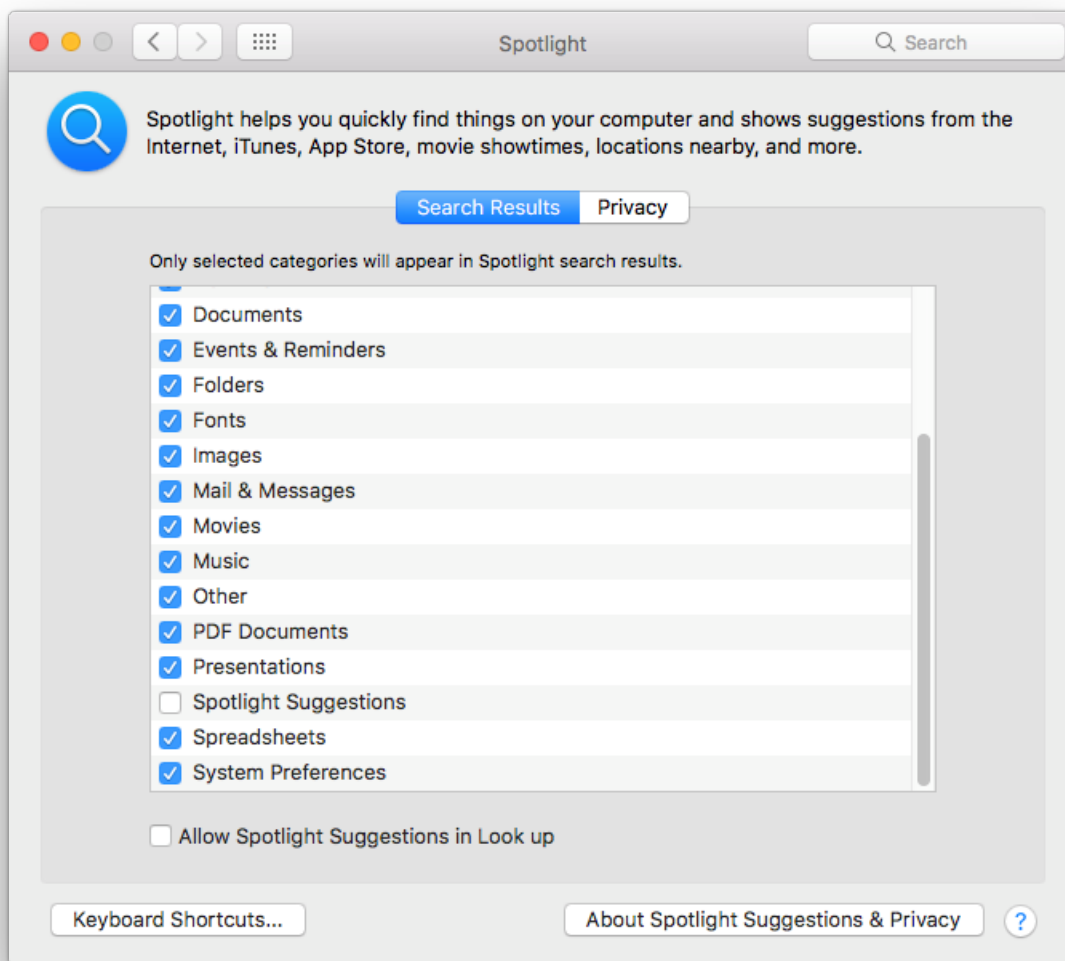 Spotlight
Search
Spotlight helps you quickly find things on your computer and shows suggestions from the
Internet, iTunes, App Store, movie showtimes, locations nearby, and more.
Search Results
Privacy
Only selected categories will appear in Spotlight search results.
Documents
Events & Reminders
Folders
Fonts
Images
Mail & Messages
Movies
Music
Other
PDF Documents
Presentations
Spotlight Suggestions
Spreadsheets
System Preferences
Allow Spotlight Suggestions in Look up
Keyboard Shortcuts...
About Spotlight Suggestions & Privacy
?